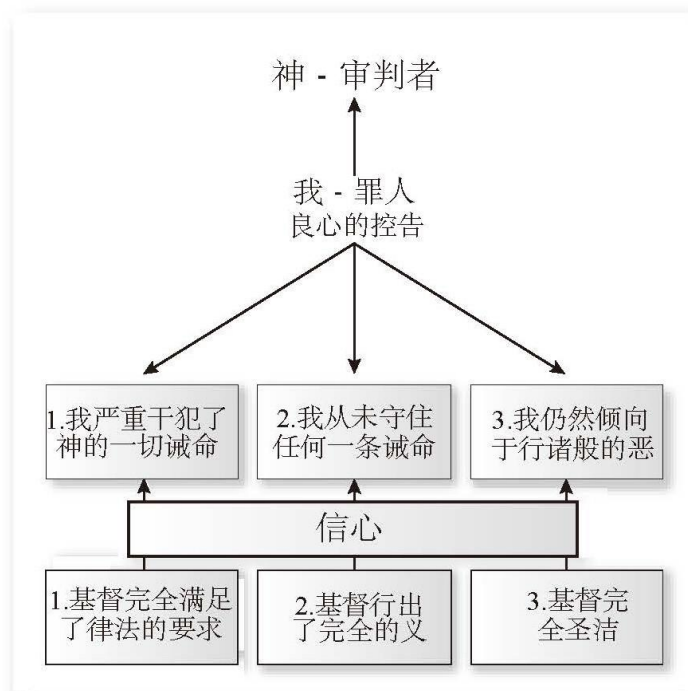 神 - 审判者
我 - 罪人
良心的控告
1.我严重干犯了
神的一切诫命
2.我从未守住
任何一条诫命
3.我仍然倾向
于行诸般的恶
信心
1.基督完全满足
了律法的要求
2.基督行出
了完全的义
3.基督完
全圣洁